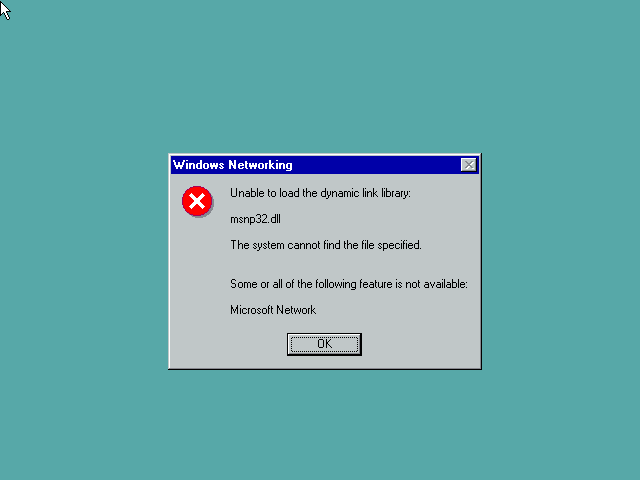 Windows Networking
Unable to load the dynamic link library:
msnp32.dll
The system cannot find the file specified.
Some or all of the following feature is not available:
Microsoft Network
OK